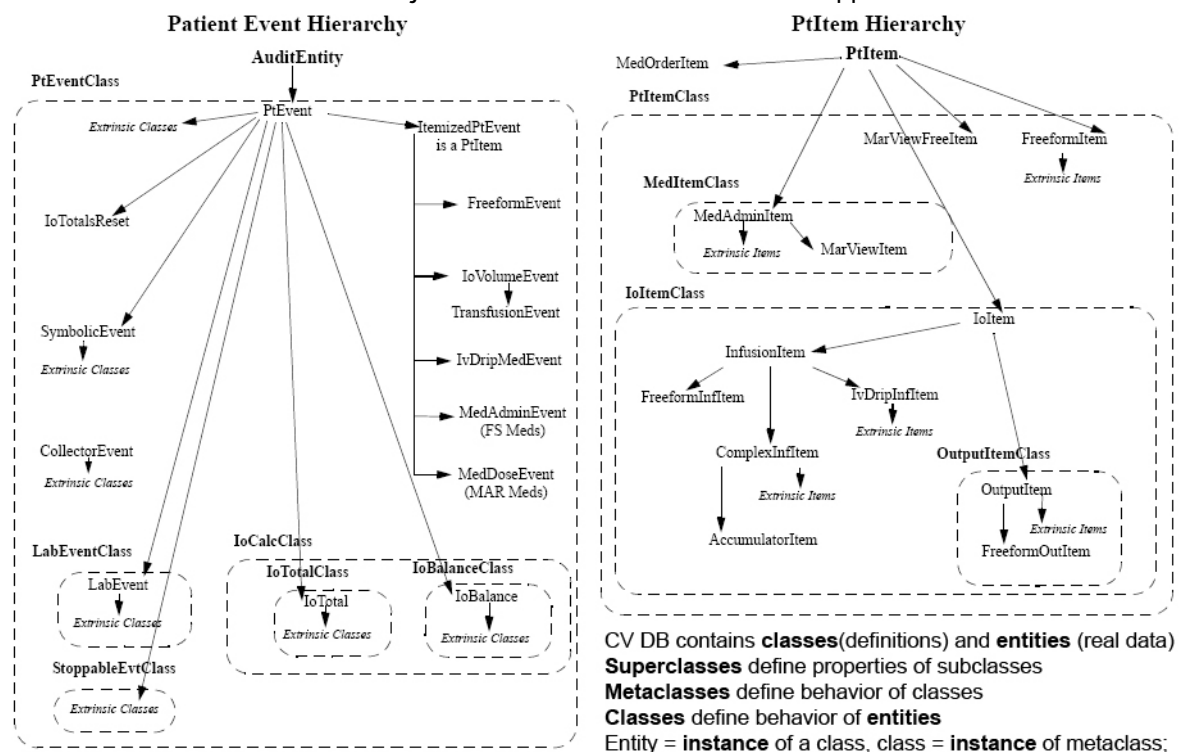 Patient Event Hierarchy
AuditEntity
PtEventClass
PtEvent
Extrinsic Classes
ItemizedPtEvent
is a PtItem
FreeformEvent
IoTotalsReset
IoVolumeEvent
TransfusionEvent
SymbolicEvent
Extrinsic Classes
IvDripMedEvent
MedAdminEvent
(FS Meds)
CollectorEvent
Extrinsic Classes
MedDoseEvent
(MAR Meds)
LabEventClass
LabEvent
Extrinsic Classes
IoCalcClass
IoTotalClass
IoTotal
Extrinsic Classes
IoBalanceClass
IoBalance
Extrinsic Classes
StoppableEvtClass
Extrinsic Classes
PtItem Hierarchy
PtItem
MedOrderItem
PtItemClass
MarViewFreeItem
FreeformItem
Extrinsic Items
MedItemClass
MedAdminItem
Extrinsic Items
MarViewItem
IoItemClass
IoItem
InfusionItem
FreeformInfItem
IvDripInfItem
Extrinsic Items
ComplexInfItem
Extrinsic Items
AccumulatorItem
OutputItemClass
OutputItem
Extrinsic Items
FreeformOutItem
CV DB contains classes(definitions) and entities (real data)
Superclasses define properties of subclasses
Metaclasses define behavior of classes
Classes define behavior of entities
Entity = instance of a class, class = instance of metaclass;